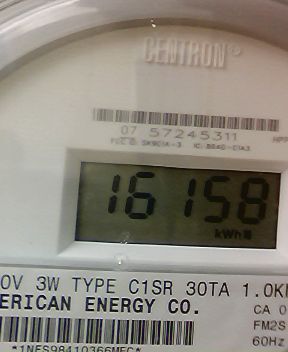 CENTRON®
07 57245311
16158
kWh
0V 3W TYPE C1SR 30TA 1.0K
ERICAN ENERGY CO.
CA 0
FM2S
60Hz